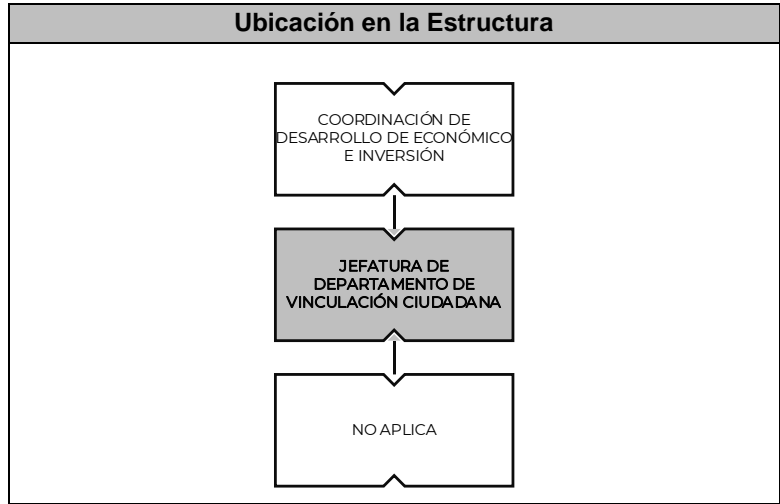 Ubicación en la Estructura
COORDINACIÓN DE
DESARROLLO DE ECONÓMICO
E INVERSIÓN
JEFATURA DE
DEPARTAMENTO DE
VINCULACIÓN CIUDADANA
NO APLICA